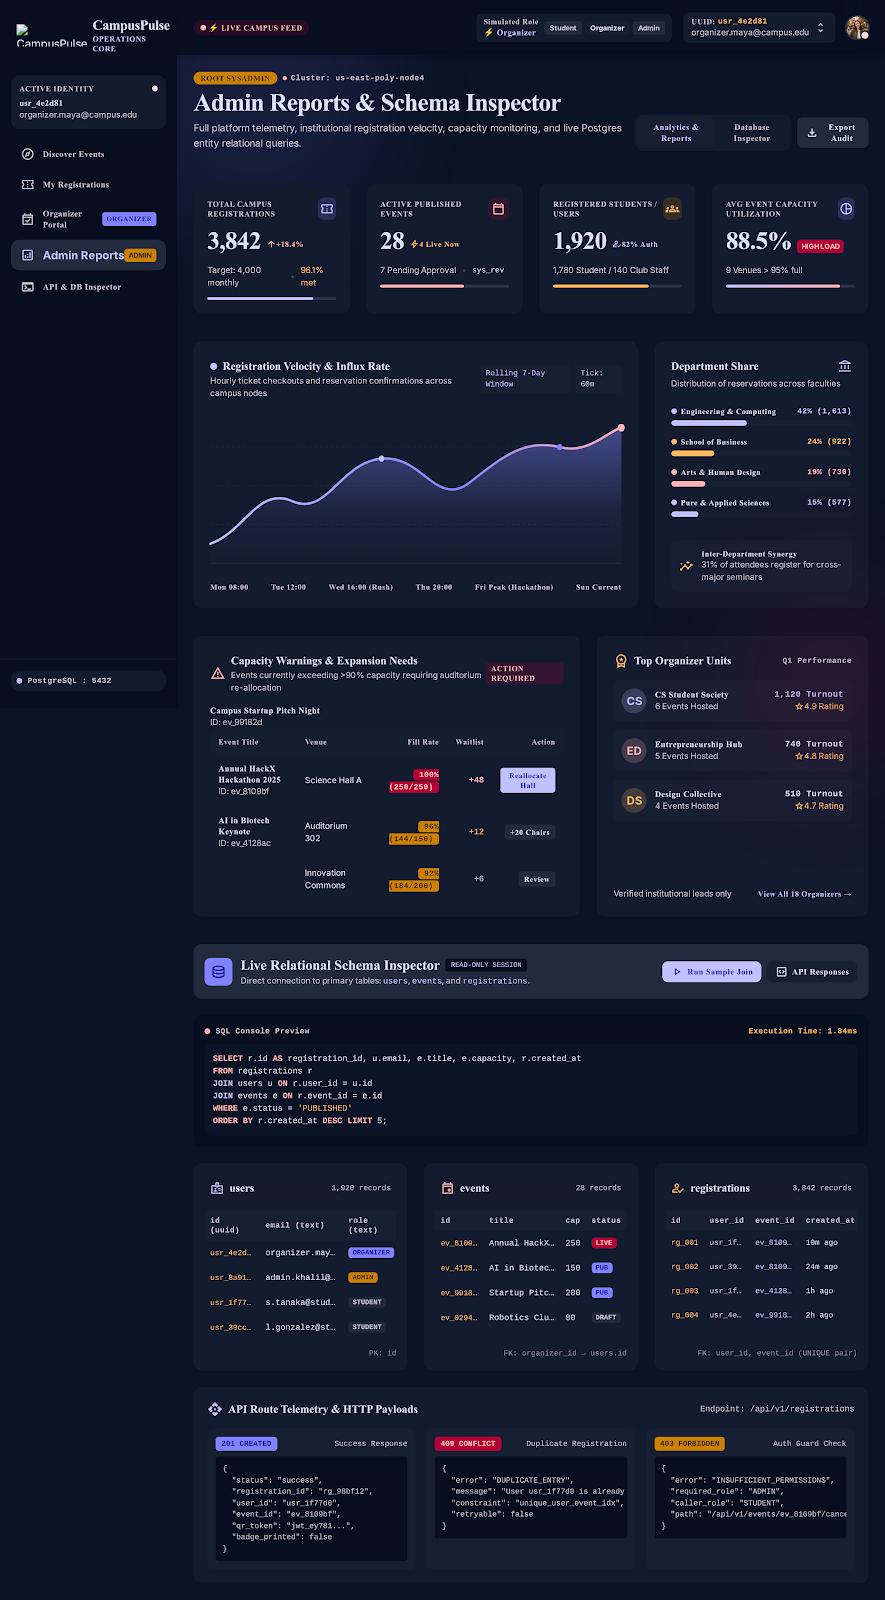 CampusPulse
CampusPulse
OPERATIONS
CORE
⚡ LIVE CAMPUS FEED
Simulated Role
⚡ Organizer
Student
Organizer
Admin
UUID: usr_4e2d81
organizer.maya@campus.edu
ACTIVE IDENTITY
usr_4e2d81
organizer.maya@campus.edu
Discover Events
My Registrations
Organizer
Portal
ORGANIZER
Admin Reports
ADMIN
API & DB Inspector
PostgreSQL : 5432
ROOT SYSADMIN
Cluster: us-east-poly-node4
Admin Reports & Schema Inspector
Full platform telemetry, institutional registration velocity, capacity monitoring, and live Postgres
entity relational queries.
Analytics &
Reports
Database
Inspector
Export
Audit
TOTAL CAMPUS
REGISTRATIONS
3,842
+18.4%
Target: 4,000
monthly
96.1%
met
ACTIVE PUBLISHED
EVENTS
28
4 Live Now
7 Pending Approval
sys_rev
REGISTERED STUDENTS /
USERS
1,920
82% Auth
1,780 Student / 140 Club Staff
AVG EVENT CAPACITY
UTILIZATION
88.5%
HIGH LOAD
9 Venues > 95% full
Registration Velocity & Influx Rate
Hourly ticket checkouts and reservation confirmations across
campus nodes
Rolling 7-Day
Window
Tick:
60m
Mon 08:00
Tue 12:00
Wed 16:00 (Rush)
Thu 20:00
Fri Peak (Hackathon)
Sun Current
Department Share
Distribution of reservations across faculties
Engineering & Computing
42% (1,613)
School of Business
24% (922)
Arts & Human Design
19% (730)
Pure & Applied Sciences
15% (577)
Inter-Department Synergy
31% of attendees register for cross-
major seminars
Capacity Warnings & Expansion Needs
Events currently exceeding >90% capacity requiring auditorium
re-allocation
ACTION
REQUIRED
Campus Startup Pitch Night
ID: ev_99182d
Event Title
Venue
Fill Rate
Waitlist
Action
Annual HackX
Hackathon 2025
ID: ev_8109bf
Science Hall A
100%
(250/250)
+48
Reallocate
Hall
AI in Biotech
Keynote
ID: ev_4128ac
Auditorium
302
96%
(144/150)
+12
+20 Chairs
Innovation
Commons
92%
(184/200)
+6
Review
Top Organizer Units
Q1 Performance
CS
CS Student Society
6 Events Hosted
1,120 Turnout
4.9 Rating
ED
Entrepreneurship Hub
5 Events Hosted
740 Turnout
4.8 Rating
DS
Design Collective
4 Events Hosted
510 Turnout
4.7 Rating
Verified institutional leads only
View All 18 Organizers →
Live Relational Schema Inspector
READ-ONLY SESSION
Direct connection to primary tables: users, events, and registrations.
Run Sample Join
API Responses
SQL Console Preview
Execution Time: 1.84ms
SELECT r.id AS registration_id, u.email, e.title, e.capacity, r.created_at
FROM registrations r
JOIN users u ON r.user_id = u.id
JOIN events e ON r.event_id = e.id
WHERE e.status = 'PUBLISHED'
ORDER BY r.created_at DESC LIMIT 5;
users
1,920 records
id
(uuid)
email (text)
role
(text)
usr_4e2d…
organizer.may…
ORGANIZER
usr_8a91…
admin.khalil@…
ADMIN
usr_1f77…
s.tanaka@stud…
STUDENT
usr_39cc…
l.gonzalez@st…
STUDENT
PK: id
events
28 records
id
title
cap
status
ev_8109…
Annual HackX…
250
LIVE
ev_4128…
AI in Biotec…
150
PUB
ev_9918…
Startup Pitc…
200
PUB
ev_0294…
Robotics Clu…
80
DRAFT
FK: organizer_id → users.id
registrations
3,842 records
id
user_id
event_id
created_at
rg_001
usr_1f…
ev_8109…
10m ago
rg_002
usr_39…
ev_8109…
24m ago
rg_003
usr_1f…
ev_4128…
1h ago
rg_004
usr_4e…
ev_9918…
2h ago
FK: user_id, event_id (UNIQUE pair)
API Route Telemetry & HTTP Payloads
Endpoint: /api/v1/registrations
201 CREATED
Success Response
{
"status": "success",
"registration_id": "rg_98bf12",
"user_id": "usr_1f77d0",
"event_id": "ev_8109bf",
"qr_token": "jwt_ey781...",
"badge_printed": false
}
409 CONFLICT
Duplicate Registration
{
"error": "DUPLICATE_ENTRY",
"message": "User usr_1f77d0 is already
"constraint": "unique_user_event_idx",
"retryable": false
}
403 FORBIDDEN
Auth Guard Check
{
"error": "INSUFFICIENT_PERMISSIONS",
"required_role": "ADMIN",
"caller_role": "STUDENT",
"path": "/api/v1/events/ev_8109bf/cance
}